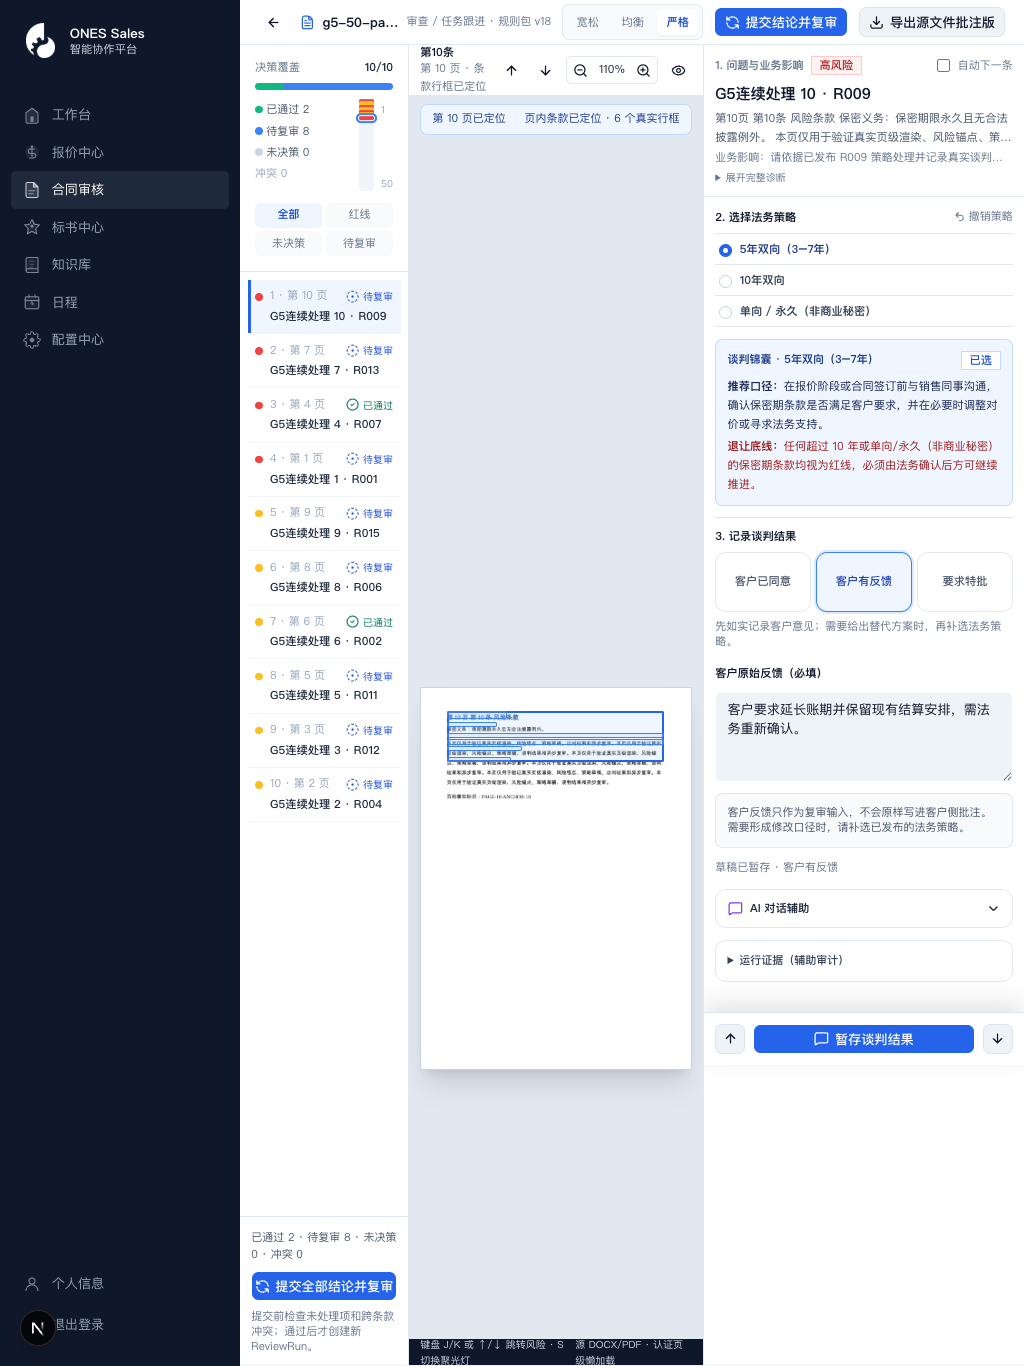 ONES Sales
智能协作平台
工作台
报价中心
合同审核
标书中心
知识库
日程
配置中心
个人信息
退出登录
N
g5-50-pa...
审查 / 任务跟进 · 规则包 v18
宽松
均衡
严格
提交结论并复审
导出源文件批注版
决策覆盖
10/10
已通过 2
待复审 8
未决策 0
冲突 0
1
50
全部
红线
未决策
待复审
1 · 第 10 页
待复审
G5连续处理 10 · R009
2 · 第 7 页
待复审
G5连续处理 7 · R013
3 · 第 4 页
已通过
G5连续处理 4 · R007
4 · 第 1 页
待复审
G5连续处理 1 · R001
5 · 第 9 页
待复审
G5连续处理 9 · R015
6 · 第 8 页
待复审
G5连续处理 8 · R006
7 · 第 6 页
已通过
G5连续处理 6 · R002
8 · 第 5 页
待复审
G5连续处理 5 · R011
9 · 第 3 页
待复审
G5连续处理 3 · R012
10 · 第 2 页
待复审
G5连续处理 2 · R004
已通过 2 · 待复审 8 · 未决策
0 · 冲突 0
提交全部结论并复审
提交前检查未处理项和跨条款
冲突；通过后才创建新
ReviewRun。
第10条
第 10 页 · 条
款行框已定位
110%
第 10 页已定位
页内条款已定位 · 6 个真实行框
键盘 J/K 或 ↑/↓ 跳转风险 · S
切换聚光灯
源 DOCX/PDF · 认证页
级懒加载
1. 问题与业务影响
高风险
自动下一条
G5连续处理 10 · R009
第10页 第10条 风险条款 保密义务：保密期限永久且无合法
披露例外。 本页仅用于验证真实页级渲染、风险锚点、策...
业务影响：请依据已发布 R009 策略处理并记录真实谈判...
展开完整诊断
2. 选择法务策略
撤销策略
5年双向（3—7年）
10年双向
单向 / 永久（非商业秘密）
谈判锦囊 · 5年双向（3—7年）
已选
推荐口径：在报价阶段或合同签订前与销售同事沟通，
确认保密期条款是否满足客户要求，并在必要时调整对
价或寻求法务支持。
退让底线：任何超过 10 年或单向/永久（非商业秘密）
的保密期条款均视为红线，必须由法务确认后方可继续
推进。
3. 记录谈判结果
客户已同意
客户有反馈
要求特批
先如实记录客户意见；需要给出替代方案时，再补选法务策
略。
客户原始反馈（必填）
客户要求延长账期并保留现有结算安排，需法
务重新确认。
客户反馈只作为复审输入，不会原样写进客户侧批注。
需要形成修改口径时，请补选已发布的法务策略。
草稿已暂存 · 客户有反馈
AI 对话辅助
运行证据（辅助审计）
暂存谈判结果